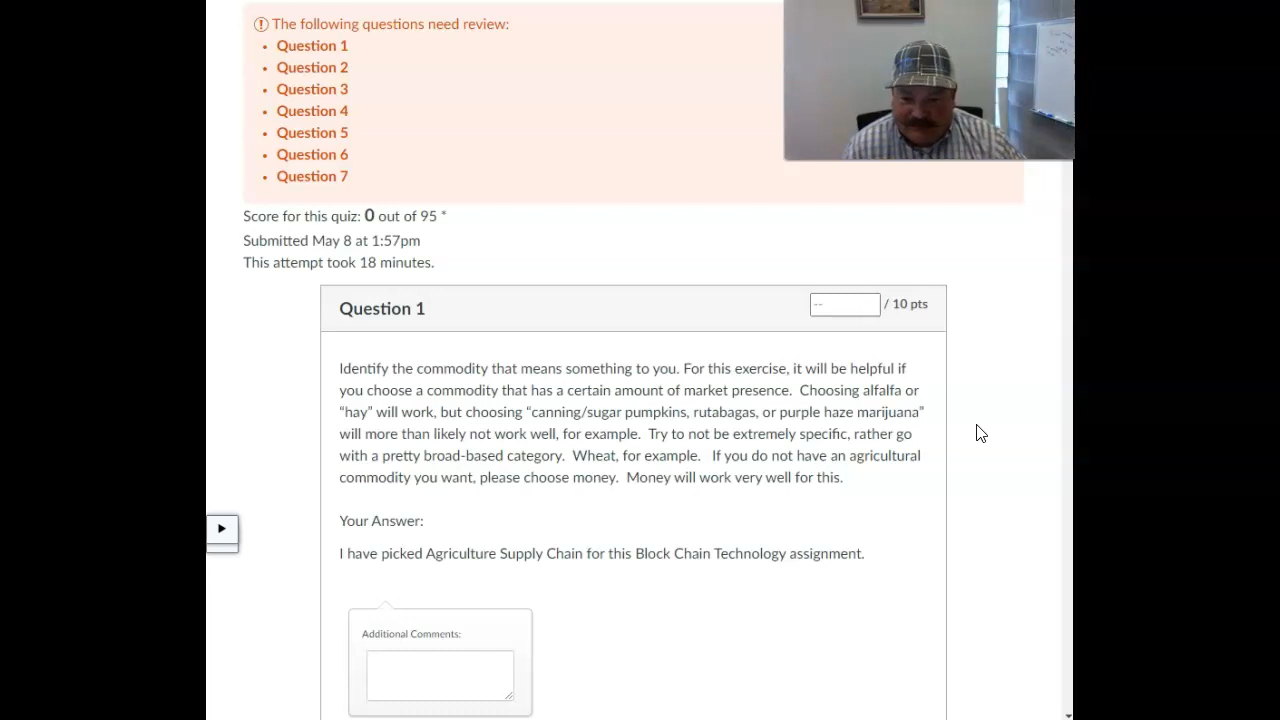 The following questions need review:
Question 1
Question 2
Question 3
Question 4
Question 5
Question 6
Question 7
Score for this quiz: 0 out of 95 *
Submitted May 8 at 1:57pm
This attempt took 18 minutes.
Question 1
-- / 10 pts
Identify the commodity that means something to you. For this exercise, it will be helpful if
you choose a commodity that has a certain amount of market presence. Choosing alfalfa or
“hay” will work, but choosing “canning/sugar pumpkins, rutabagas, or purple haze marijuana”
will more than likely not work well, for example. Try to not be extremely specific, rather go
with a pretty broad-based category. Wheat, for example. If you do not have an agricultural
commodity you want, please choose money. Money will work very well for this.
Your Answer:
I have picked Agriculture Supply Chain for this Block Chain Technology assignment.
Additional Comments: